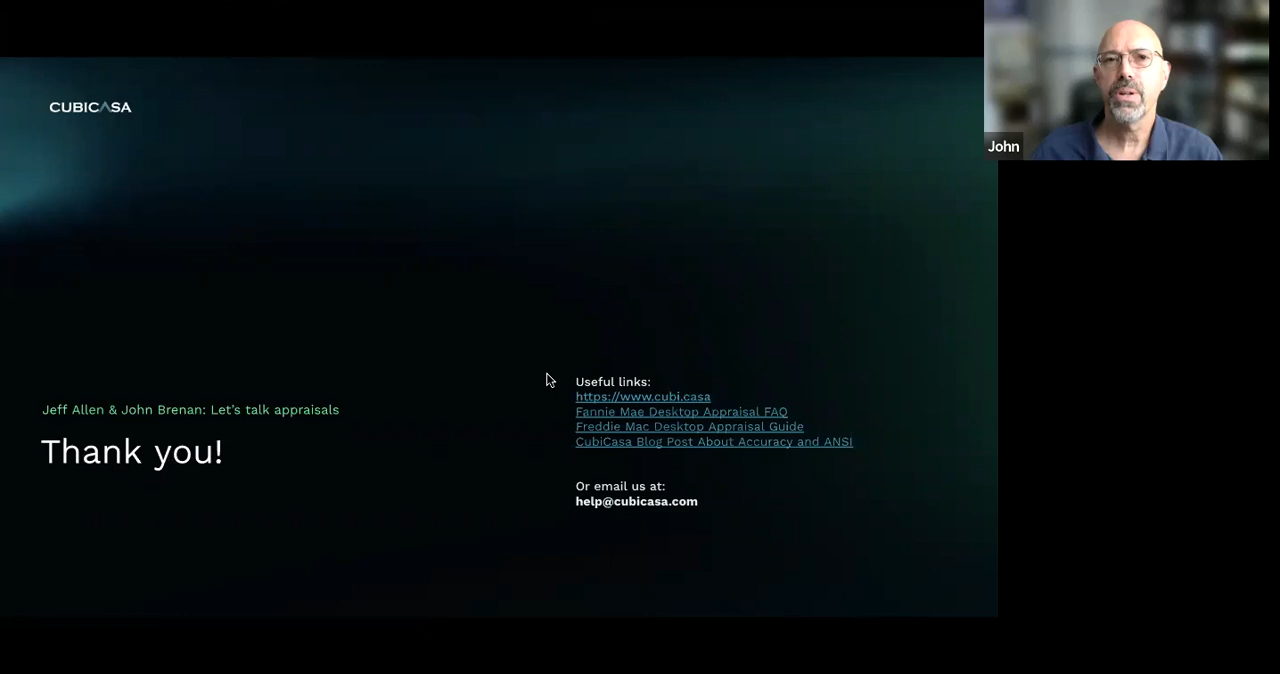 CUBICASA
John
Jeff Allen & John Brenan: Let's talk appraisals
Thank you!
Useful links:
https://www.cubi.casa
Fannie Mae Desktop Appraisal FAQ
Freddie Mac Desktop Appraisal Guide
CubiCasa Blog Post About Accuracy and ANSI
Or email us at:
help@cubicasa.com